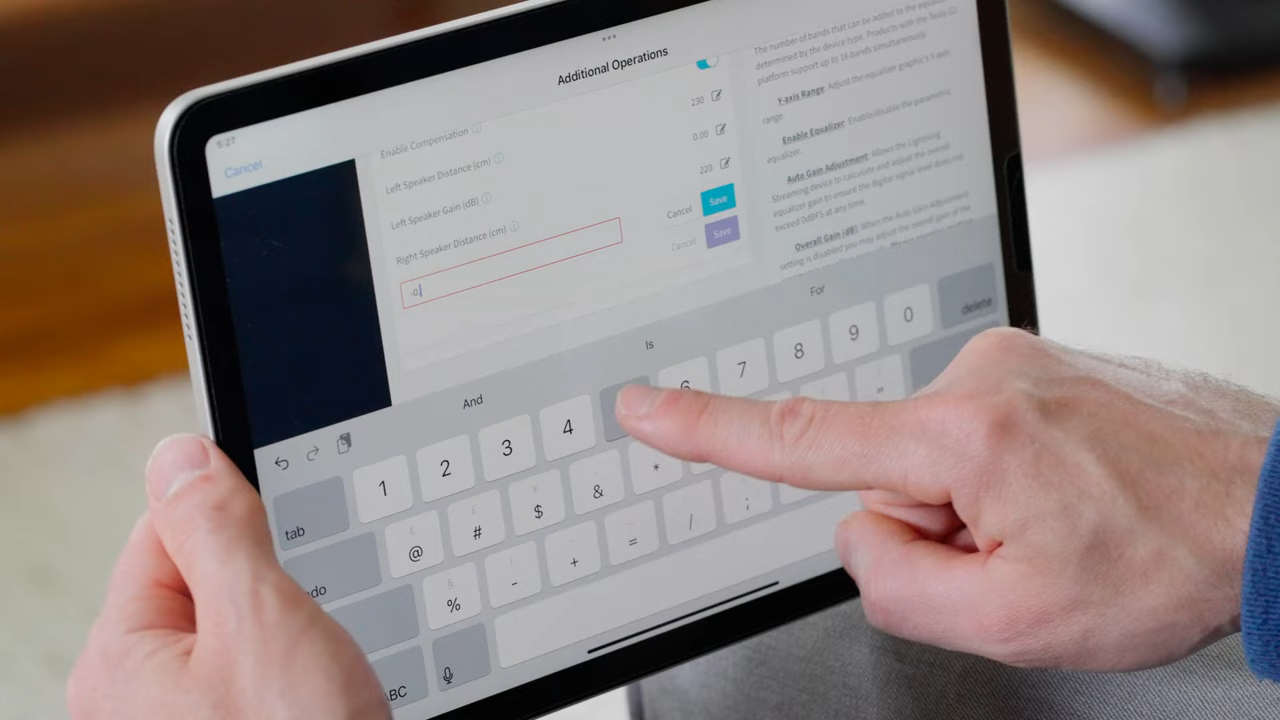 5:27
Cancel
Additional Operations
Enable Compensation
Left Speaker Distance (cm)
230
Left Speaker Gain (dB)
0.00
Right Speaker Distance (cm)
220
Cancel Save
Cancel Save
-0.
The number of bands that can be added to the
determined by the device type. Products with the Tesla G2
platform support up to 16 bands simultaneously.
Y-axis Range: Adjust the equalizer graphic's Y-axis
range.
Enable Equalizer: Enable/disable the parametric
equalizer.
Auto Gain Adjustment: Allows the Lightning
Streaming device to calculate and adjust the overall
equalizer gain to ensure the digital signal level does not
exceed 0dBFS at any time.
Overall Gain (dB): When the Auto Gain Adjustment
setting is disabled you may adjust the overall gain of the
And Is For
1 2 3 4 6 7 8 9 0 delete
tab @ # $ & * "
% - + = / ;